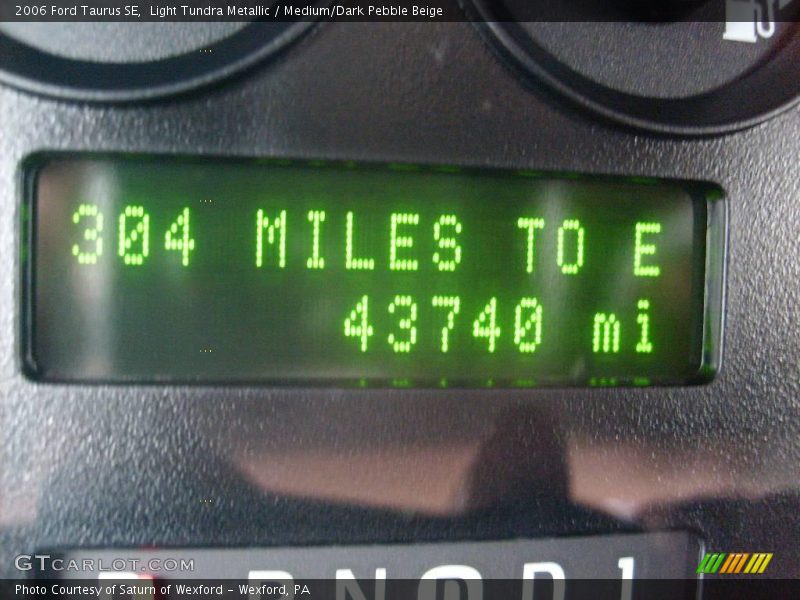 2006 Ford Taurus SE,  Light Tundra Metallic / Medium/Dark Pebble Beige
304 MILES TO E
43740 mi
P R N O D 1
GTCARLOT.COM
Photo Courtesy of Saturn of Wexford - Wexford, PA